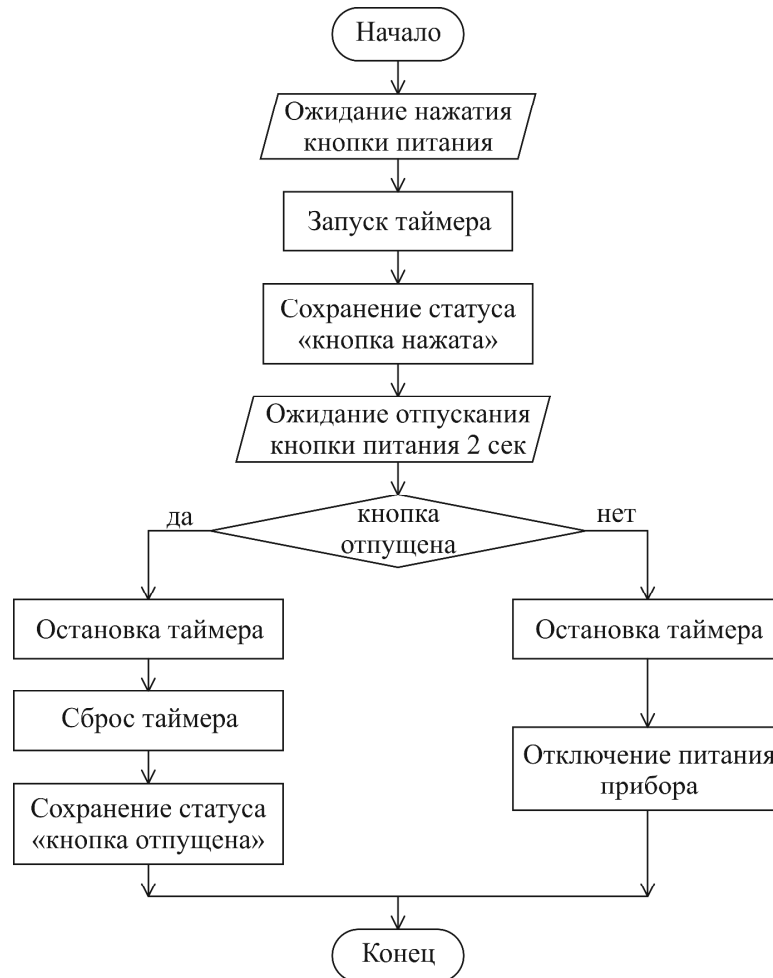 Начало
Ожидание нажатия
кнопки питания
Запуск таймера
Сохранение статуса
«кнопка нажата»
Ожидание отпускания
кнопки питания 2 сек
да
кнопка
отпущена
нет
Остановка таймера
Сброс таймера
Сохранение статуса
«кнопка отпущена»
Остановка таймера
Отключение питания
прибора
Конец